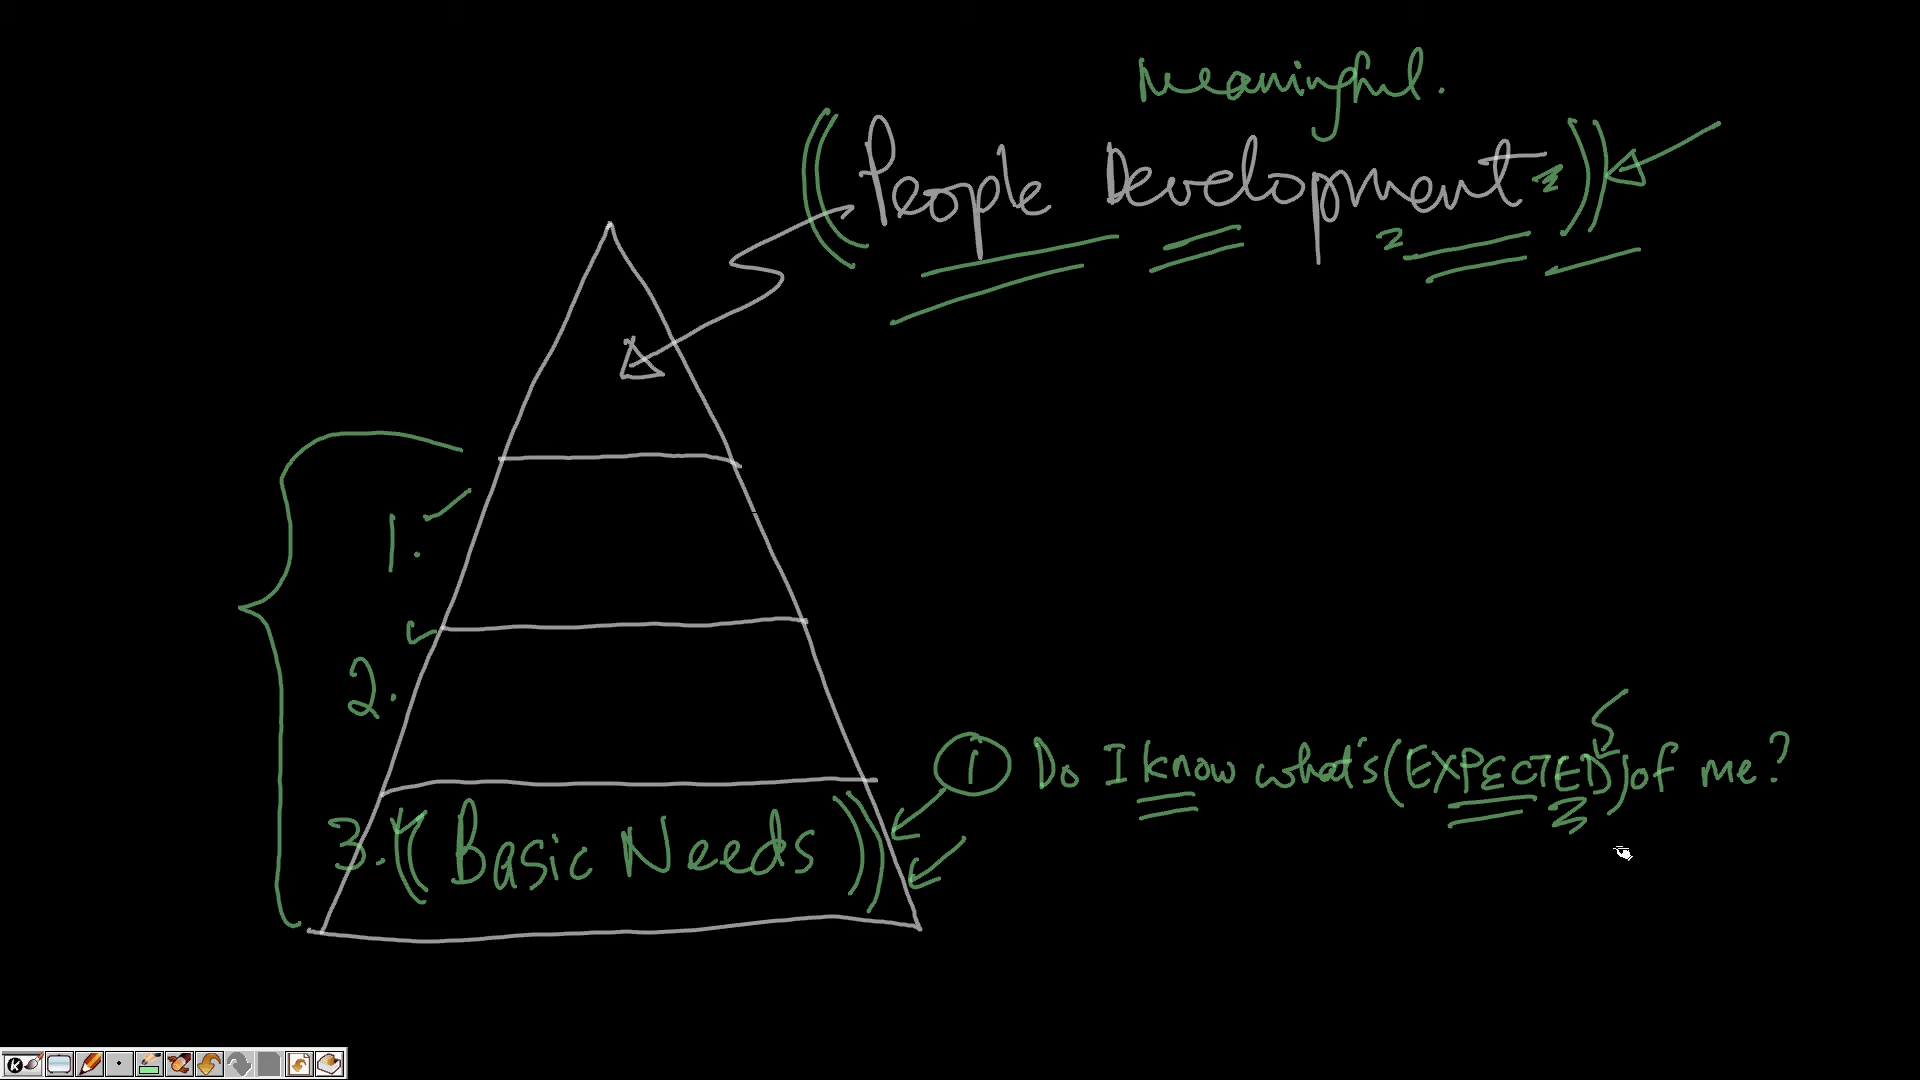 Meaningful.
((People Development))
1.
2.
① Do I know what's (EXPECTED) of me?
3. ((Basic Needs))